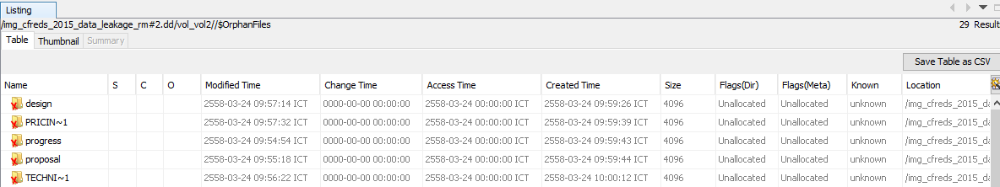 Listing
/img_cfreds_2015_data_leakage_rm#2.dd/vol_vol2//$OrphanFiles 29 Result
Table Thumbnail Summary
Save Table as CSV
Name S C O Modified Time Change Time Access Time Created Time Size Flags(Dir) Flags(Meta) Known Location
design 2558-03-24 09:57:14 ICT 0000-00-00 00:00:00 2558-03-24 00:00:00 ICT 2558-03-24 09:59:26 ICT 4096 Unallocated Unallocated unknown /img_cfreds_2015_da
PRICIN~1 2558-03-24 09:57:32 ICT 0000-00-00 00:00:00 2558-03-24 00:00:00 ICT 2558-03-24 09:59:39 ICT 4096 Unallocated Unallocated unknown /img_cfreds_2015_da
progress 2558-03-24 09:54:54 ICT 0000-00-00 00:00:00 2558-03-24 00:00:00 ICT 2558-03-24 09:59:43 ICT 4096 Unallocated Unallocated unknown /img_cfreds_2015_da
proposal 2558-03-24 09:55:18 ICT 0000-00-00 00:00:00 2558-03-24 00:00:00 ICT 2558-03-24 09:59:44 ICT 4096 Unallocated Unallocated unknown /img_cfreds_2015_da
TECHNI~1 2558-03-24 09:56:22 ICT 0000-00-00 00:00:00 2558-03-24 00:00:00 ICT 2558-03-24 10:00:12 ICT 4096 Unallocated Unallocated unknown /img_cfreds_2015_da